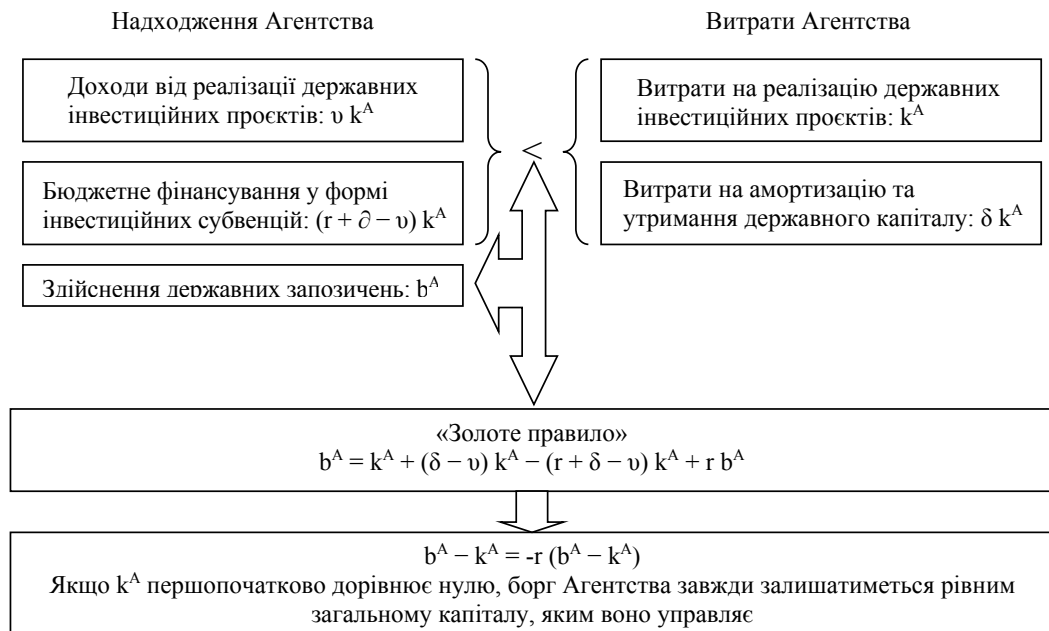 Надходження Агентства
Витрати Агентства
Доходи від реалізації державних
інвестиційних проєктів: υ k^A
Бюджетне фінансування у формі
інвестиційних субвенцій: (r + ∂ − υ) k^A
Здійснення державних запозичень: b^A
<
Витрати на реалізацію державних
інвестиційних проєктів: k^A
Витрати на амортизацію та
утримання державного капіталу: δ k^A
«Золоте правило»
b^A = k^A + (δ − υ) k^A − (r + δ − υ) k^A + r b^A
b^A − k^A = -r (b^A − k^A)
Якщо k^A першопочатково дорівнює нулю, борг Агентства завжди залишатиметься рівним
загальному капіталу, яким воно управляє